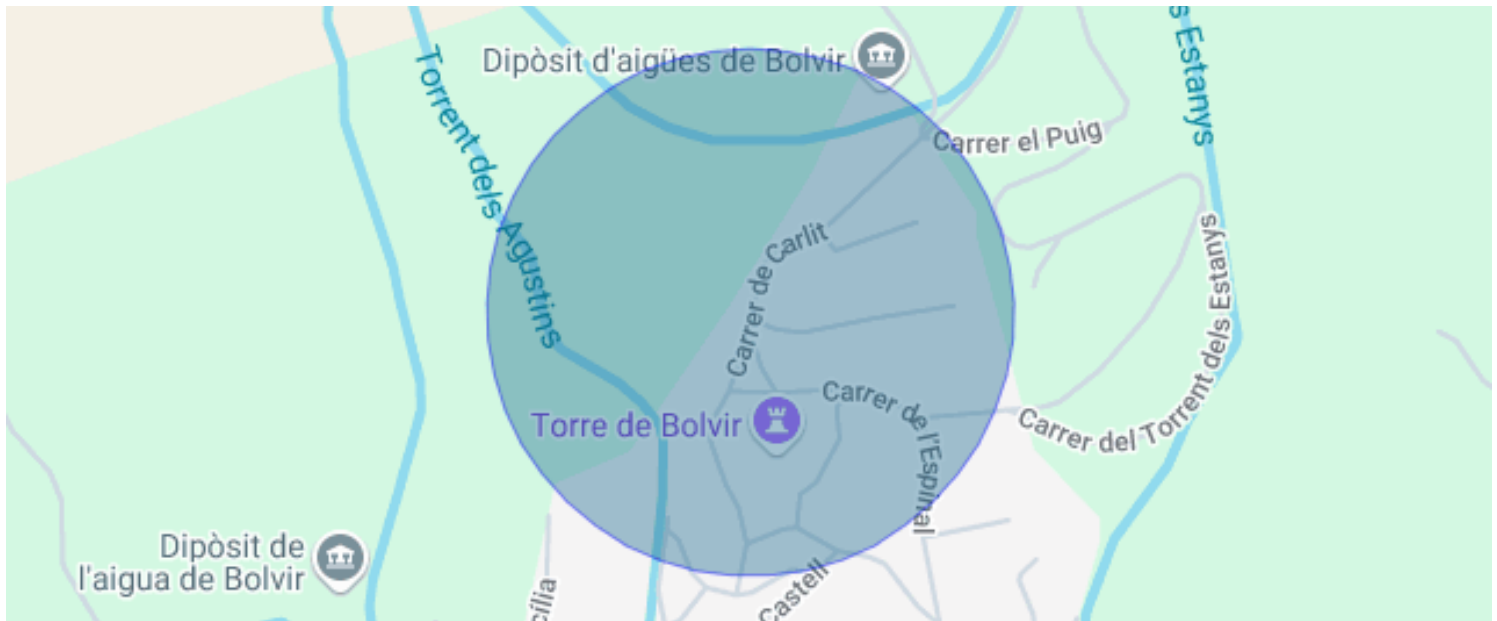 Dipòsit d'aigües de Bolvir
s Estanys
Torrent dels Agustins
Carrer el Puig
Carrer de Carlit
Carrer del Torrent dels Estanys
Torre de Bolvir
Carrer de l'Espinal
Dipòsit de
l'aigua de Bolvir
cília
Castell